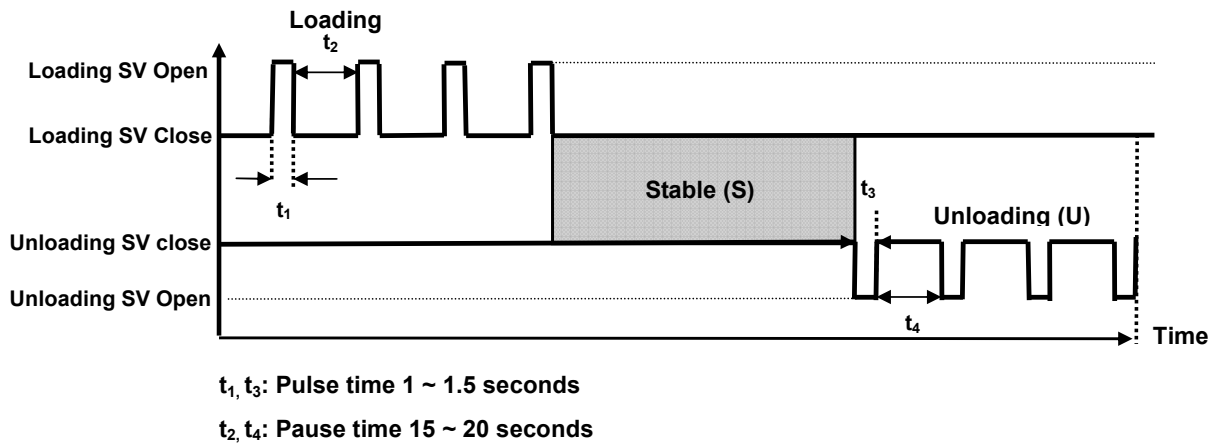 Loading
t₂
Loading SV Open
Loading SV Close
t₁
Stable (S)
t₃
Unloading (U)
Unloading SV close
Unloading SV Open
t₄
Time
t₁, t₃: Pulse time 1 ~ 1.5 seconds
t₂, t₄: Pause time 15 ~ 20 seconds